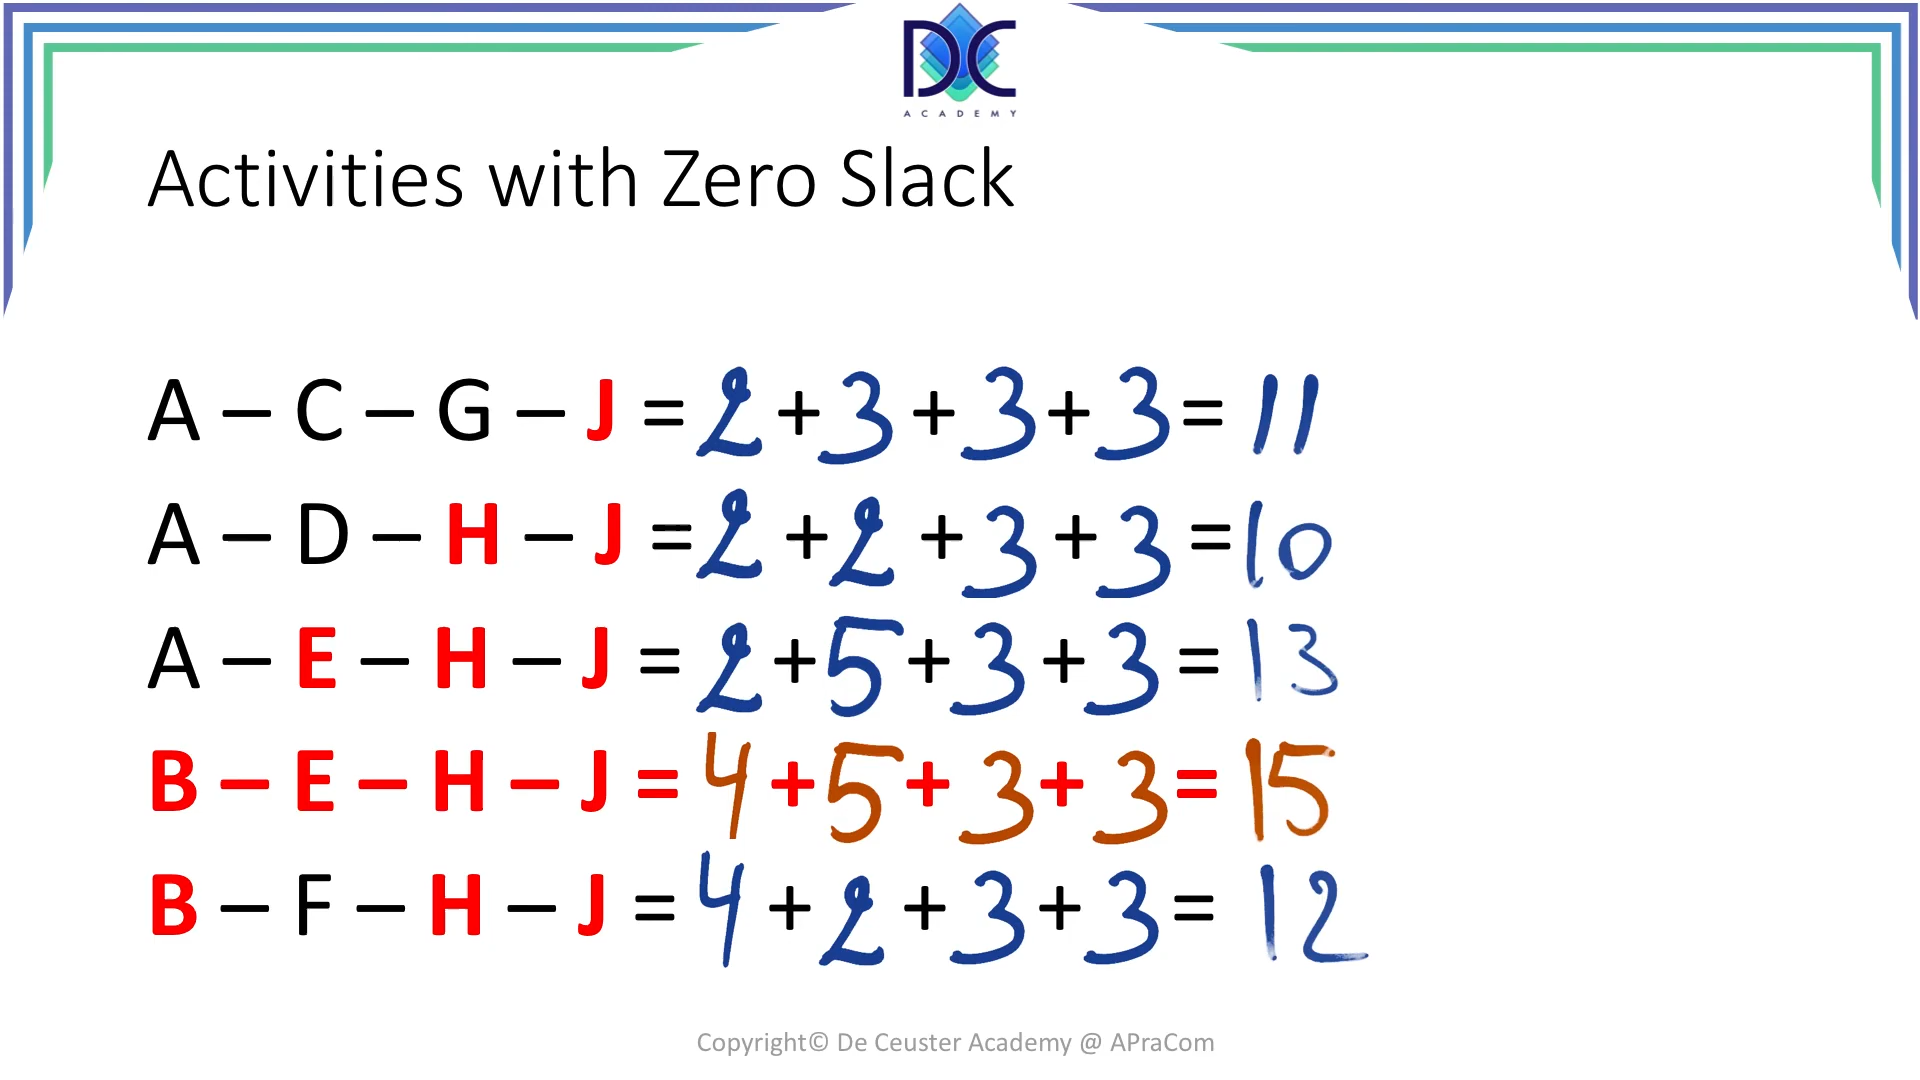 DC
ACADEMY
Activities with Zero Slack
A – C – G – J = 2 + 3 + 3 + 3 = 11
A – D – H – J = 2 + 2 + 3 + 3 = 10
A – E – H – J = 2 + 5 + 3 + 3 = 13
B – E – H – J = 4 + 5 + 3 + 3 = 15
B – F – H – J = 4 + 2 + 3 + 3 = 12
Copyright© De Ceuster Academy @ APraCom